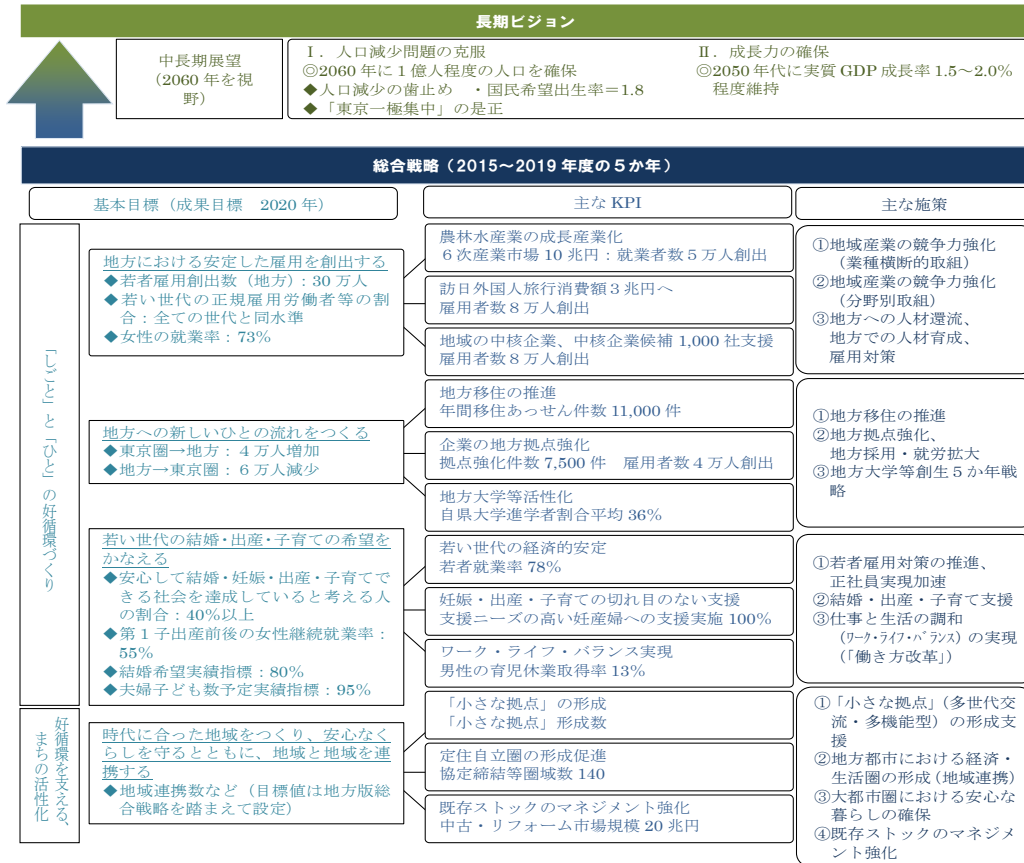 長期ビジョン
中長期展望
（2060 年を視
野）
Ⅰ．人口減少問題の克服
◎2060 年に１億人程度の人口を確保
◆人口減少の歯止め　・国民希望出生率＝1.8
◆「東京一極集中」の是正
Ⅱ．成長力の確保
◎2050 年代に実質 GDP 成長率 1.5～2.0%
程度維持
総合戦略（2015～2019 年度の５か年）
基本目標（成果目標　2020 年）
主な KPI
主な施策
「しごと」と「ひと」の好循環づくり
地方における安定した雇用を創出する
◆若者雇用創出数（地方）：30 万人
◆若い世代の正規雇用労働者等の割
合：全ての世代と同水準
◆女性の就業率：73%
農林水産業の成長産業化
６次産業市場 10 兆円：就業者数５万人創出
訪日外国人旅行消費額３兆円へ
雇用者数８万人創出
地域の中核企業、中核企業候補 1,000 社支援
雇用者数８万人創出
①地域産業の競争力強化
（業種横断的取組）
②地域産業の競争力強化
（分野別取組）
③地方への人材還流、
地方での人材育成、
雇用対策
地方への新しいひとの流れをつくる
◆東京圏→地方：４万人増加
◆地方→東京圏：６万人減少
地方移住の推進
年間移住あっせん件数 11,000 件
企業の地方拠点強化
拠点強化件数 7,500 件　雇用者数４万人創出
地方大学等活性化
自県大学進学者割合平均 36%
①地方移住の推進
②地方拠点強化、
地方採用・就労拡大
③地方大学等創生５か年戦
略
若い世代の結婚・出産・子育ての希望を
かなえる
◆安心して結婚・妊娠・出産・子育てで
きる社会を達成していると考える人
の割合：40%以上
◆第１子出産前後の女性継続就業率：
55%
◆結婚希望実績指標：80%
◆夫婦子ども数予定実績指標：95%
若い世代の経済的安定
若者就業率 78%
妊娠・出産・子育ての切れ目のない支援
支援ニーズの高い妊産婦への支援実施 100%
ワーク・ライフ・バランス実現
男性の育児休業取得率 13%
①若者雇用対策の推進、
正社員実現加速
②結婚・出産・子育て支援
③仕事と生活の調和
（ﾜｰｸ・ﾗｲﾌ・ﾊﾞﾗﾝｽ）の実現
（「働き方改革」）
好循環を支える、
まちの活性化
時代に合った地域をつくり、安心なく
らしを守るとともに、地域と地域を連
携する
◆地域連携数など（目標値は地方版総
合戦略を踏まえて設定）
「小さな拠点」の形成
「小さな拠点」形成数
定住自立圏の形成促進
協定締結等圏域数 140
既存ストックのマネジメント強化
中古・リフォーム市場規模 20 兆円
①「小さな拠点」（多世代交
流・多機能型）の形成支
援
②地方都市における経済・
生活圏の形成（地域連携）
③大都市圏における安心な
暮らしの確保
④既存ストックのマネジメ
ント強化